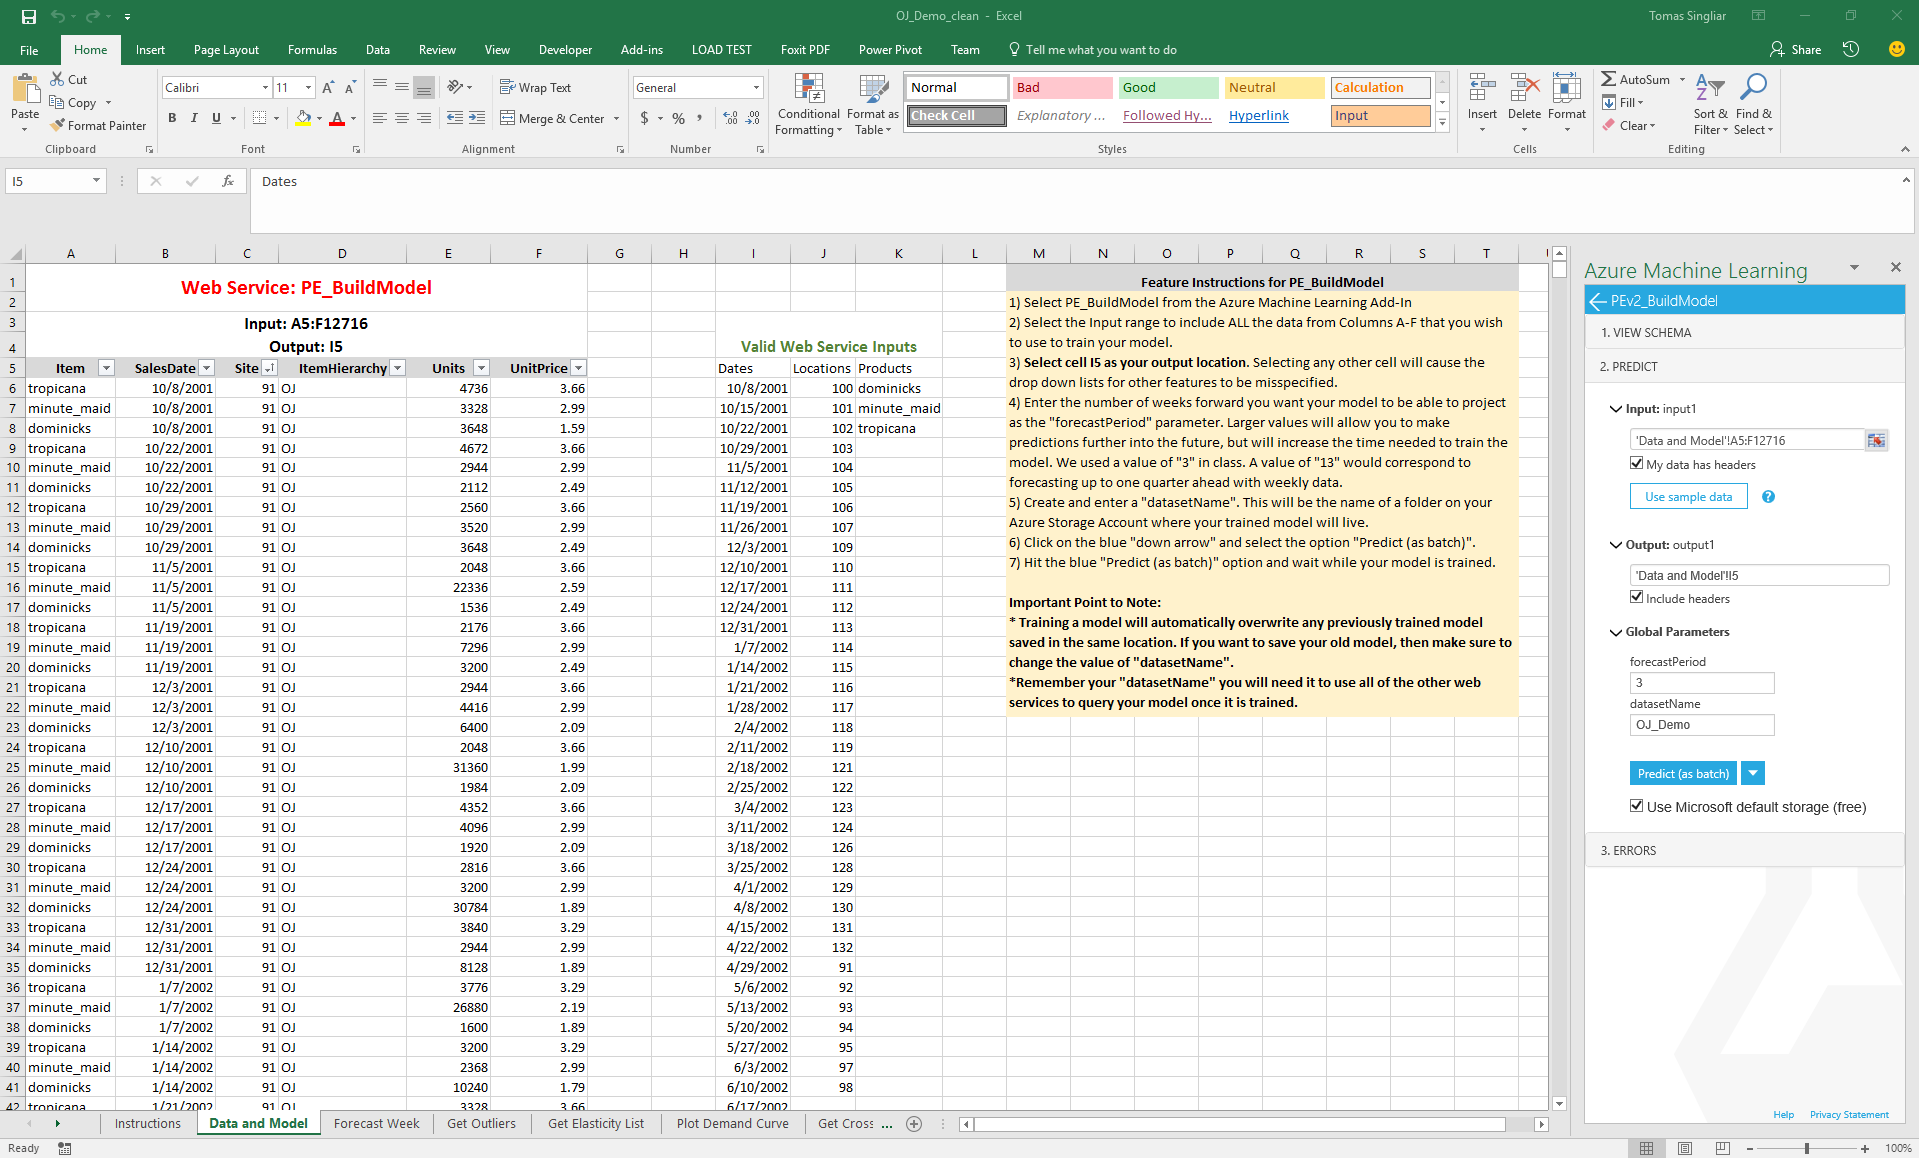 OJ_Demo_clean - Excel
Tomas Singliar
File Home Insert Page Layout Formulas Data Review View Developer Add-ins LOAD TEST Foxit PDF Power Pivot Team Tell me what you want to do Share
Paste
Cut
Copy
Format Painter
Clipboard
Calibri 11
B I U
Font
Wrap Text
Merge & Center
Alignment
General
$ % ,
Number
Conditional Formatting
Format as Table
Normal Bad Good Neutral Calculation
Check Cell Explanatory ... Followed Hy... Hyperlink Input
Styles
Insert Delete Format
Cells
AutoSum
Fill
Clear
Sort & Filter
Find & Select
Editing
I5 fx Dates
A B C D E F G H I J K L M N O P Q R S T
1 Web Service: PE_BuildModel
2
3 Input: A5:F12716
4 Output: I5 Valid Web Service Inputs
5 Item SalesDate Site ItemHierarchy Units UnitPrice Dates Locations Products
6 tropicana 10/8/2001 91 OJ 4736 3.66 10/8/2001 100 dominicks
7 minute_maid 10/8/2001 91 OJ 3328 2.99 10/15/2001 101 minute_maid
8 dominicks 10/8/2001 91 OJ 3648 1.59 10/22/2001 102 tropicana
9 tropicana 10/22/2001 91 OJ 4672 3.66 10/29/2001 103
10 minute_maid 10/22/2001 91 OJ 2944 2.99 11/5/2001 104
11 dominicks 10/22/2001 91 OJ 2112 2.49 11/12/2001 105
12 tropicana 10/29/2001 91 OJ 2560 3.66 11/19/2001 106
13 minute_maid 10/29/2001 91 OJ 3520 2.99 11/26/2001 107
14 dominicks 10/29/2001 91 OJ 3648 2.49 12/3/2001 109
15 tropicana 11/5/2001 91 OJ 2048 3.66 12/10/2001 110
16 minute_maid 11/5/2001 91 OJ 22336 2.59 12/17/2001 111
17 dominicks 11/5/2001 91 OJ 1536 2.49 12/24/2001 112
18 tropicana 11/19/2001 91 OJ 2176 3.66 12/31/2001 113
19 minute_maid 11/19/2001 91 OJ 7296 2.99 1/7/2002 114
20 dominicks 11/19/2001 91 OJ 3200 2.49 1/14/2002 115
21 tropicana 12/3/2001 91 OJ 2944 3.66 1/21/2002 116
22 minute_maid 12/3/2001 91 OJ 4416 2.99 1/28/2002 117
23 dominicks 12/3/2001 91 OJ 6400 2.09 2/4/2002 118
24 tropicana 12/10/2001 91 OJ 2048 3.66 2/11/2002 119
25 minute_maid 12/10/2001 91 OJ 31360 1.99 2/18/2002 121
26 dominicks 12/10/2001 91 OJ 1984 2.09 2/25/2002 122
27 tropicana 12/17/2001 91 OJ 4352 3.66 3/4/2002 123
28 minute_maid 12/17/2001 91 OJ 4096 2.99 3/11/2002 124
29 dominicks 12/17/2001 91 OJ 1920 2.09 3/18/2002 126
30 tropicana 12/24/2001 91 OJ 2816 3.66 3/25/2002 128
31 minute_maid 12/24/2001 91 OJ 3200 2.99 4/1/2002 129
32 dominicks 12/24/2001 91 OJ 30784 1.89 4/8/2002 130
33 tropicana 12/31/2001 91 OJ 3840 3.29 4/15/2002 131
34 minute_maid 12/31/2001 91 OJ 2944 2.99 4/22/2002 132
35 dominicks 12/31/2001 91 OJ 8128 1.89 4/29/2002 91
36 tropicana 1/7/2002 91 OJ 3776 3.29 5/6/2002 92
37 minute_maid 1/7/2002 91 OJ 26880 2.19 5/13/2002 93
38 dominicks 1/7/2002 91 OJ 1600 1.89 5/20/2002 94
39 tropicana 1/14/2002 91 OJ 3200 3.29 5/27/2002 95
40 minute_maid 1/14/2002 91 OJ 2368 2.99 6/3/2002 97
41 dominicks 1/14/2002 91 OJ 10240 1.79 6/10/2002 98
42 tropicana 1/21/2002 91 OJ 3328 3.66 6/17/2002
Feature Instructions for PE_BuildModel
1) Select PE_BuildModel from the Azure Machine Learning Add-In
2) Select the Input range to include ALL the data from Columns A-F that you wish
to use to train your model.
3) Select cell I5 as your output location. Selecting any other cell will cause the
drop down lists for other features to be misspecified.
4) Enter the number of weeks forward you want your model to be able to project
as the "forecastPeriod" parameter. Larger values will allow you to make
predictions further into the future, but will increase the time needed to train the
model. We used a value of "3" in class. A value of "13" would correspond to
forecasting up to one quarter ahead with weekly data.
5) Create and enter a "datasetName". This will be the name of a folder on your
Azure Storage Account where your trained model will live.
6) Click on the blue "down arrow" and select the option "Predict (as batch)".
7) Hit the blue "Predict (as batch)" option and wait while your model is trained.
Important Point to Note:
* Training a model will automatically overwrite any previously trained model
saved in the same location. If you want to save your old model, then make sure to
change the value of "datasetName".
*Remember your "datasetName" you will need it to use all of the other web
services to query your model once it is trained.
Azure Machine Learning
PEv2_BuildModel
1. VIEW SCHEMA
2. PREDICT
Input: input1
'Data and Model'!A5:F12716
My data has headers
Use sample data ?
Output: output1
'Data and Model'!I5
Include headers
Global Parameters
forecastPeriod
3
datasetName
OJ_Demo
Predict (as batch)
Use Microsoft default storage (free)
3. ERRORS
Help Privacy Statement
Instructions Data and Model Forecast Week Get Outliers Get Elasticity List Plot Demand Curve Get Cross ...
Ready
100%